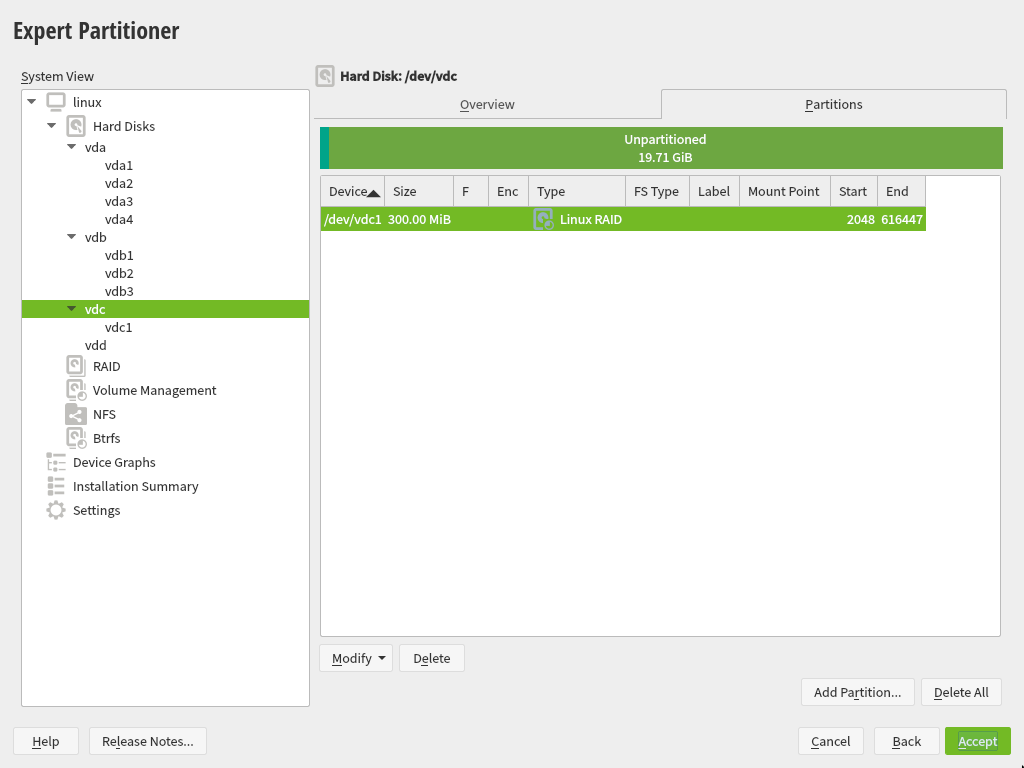 Expert Partitioner
System View
linux
Hard Disks
vda
vda1
vda2
vda3
vda4
vdb
vdb1
vdb2
vdb3
vdc
vdc1
vdd
RAID
Volume Management
NFS
Btrfs
Device Graphs
Installation Summary
Settings
Hard Disk: /dev/vdc
Overview Partitions
Unpartitioned
19.71 GiB
Device Size F Enc Type FS Type Label Mount Point Start End
/dev/vdc1 300.00 MiB Linux RAID 2048 616447
Modify Delete
Add Partition... Delete All
Help Release Notes... Cancel Back Accept